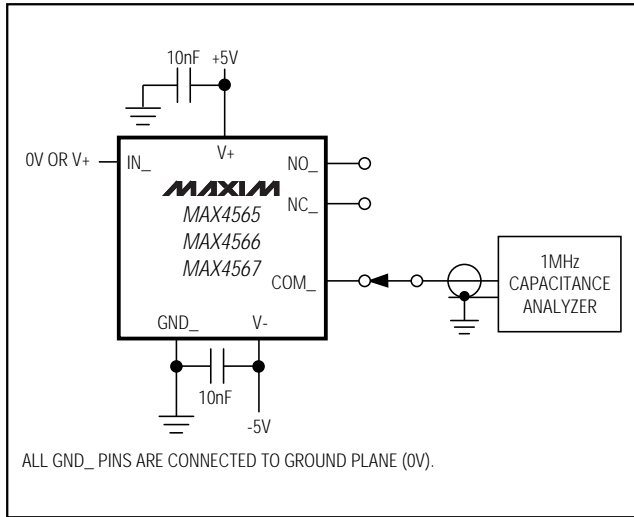 10nF +5V
V+
0V OR V+
IN_
NO_
MAXIM
NC_
MAX4565
MAX4566
MAX4567
COM_
1MHz
CAPACITANCE
ANALYZER
GND_
V-
10nF
-5V
ALL GND_ PINS ARE CONNECTED TO GROUND PLANE (0V).